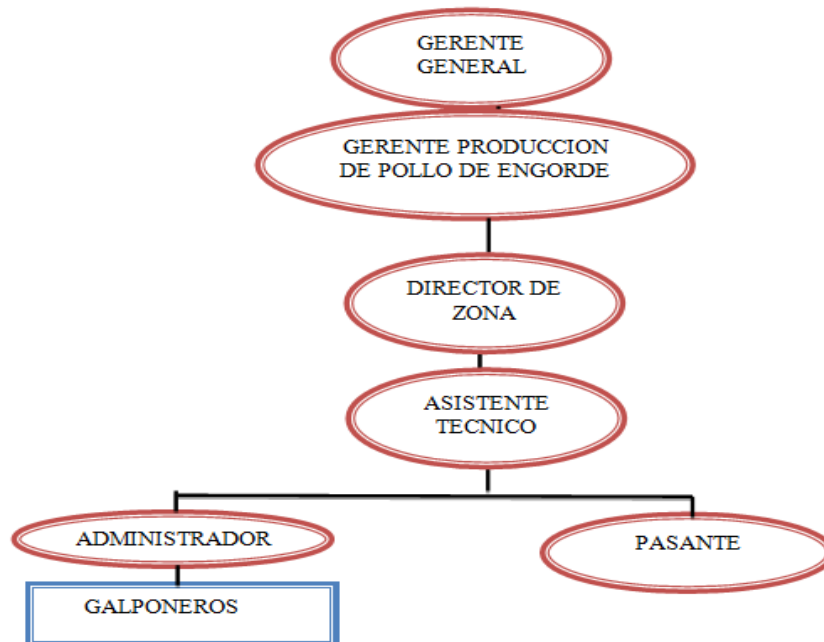 GERENTE
GENERAL
GERENTE PRODUCCION
DE POLLO DE ENGORDE
DIRECTOR DE
ZONA
ASISTENTE
TECNICO
ADMINISTRADOR
PASANTE
GALPONEROS